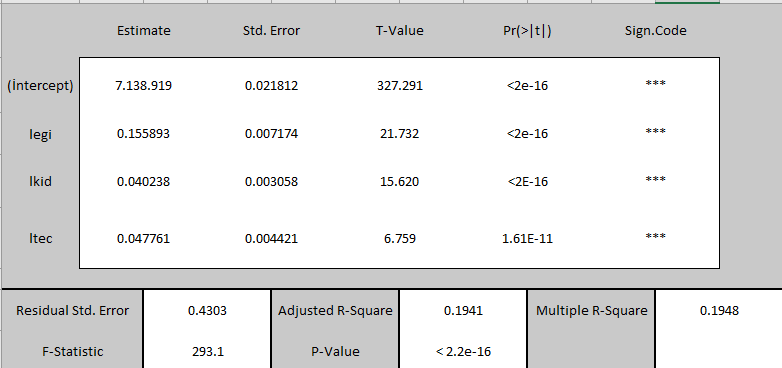 Estimate Std. Error T-Value Pr(>|t|) Sign.Code
(İntercept) 7.138.919 0.021812 327.291 <2e-16 ***
legi 0.155893 0.007174 21.732 <2e-16 ***
lkid 0.040238 0.003058 15.620 <2E-16 ***
ltec 0.047761 0.004421 6.759 1.61E-11 ***
Residual Std. Error 0.4303 Adjusted R-Square 0.1941 Multiple R-Square 0.1948
F-Statistic 293.1 P-Value < 2.2e-16